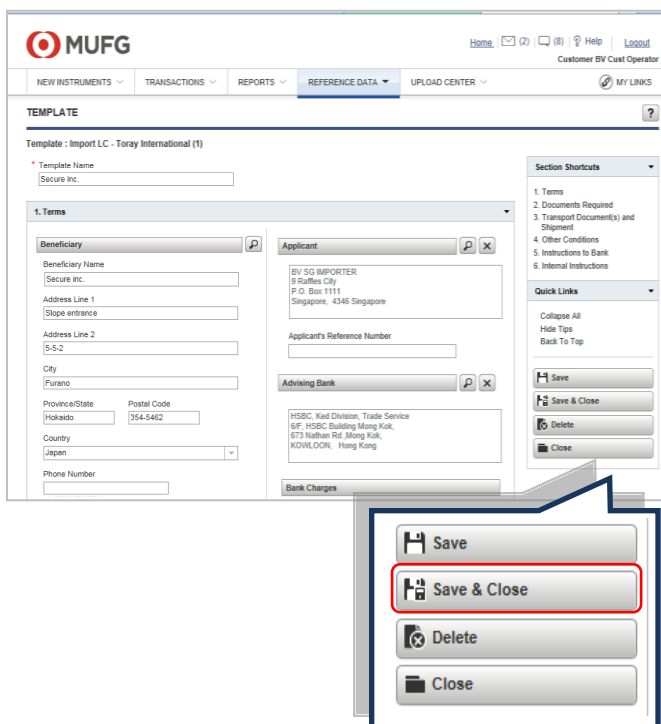 MUFG
Home (2) (8) Help Logout
Customer BV Cust Operator
NEW INSTRUMENTS TRANSACTIONS REPORTS REFERENCE DATA UPLOAD CENTER MY LINKS
TEMPLATE ?
Template : Import LC - Toray International (1)
* Template Name
Secure inc.
1. Terms
Beneficiary
Beneficiary Name
Secure inc.
Address Line 1
Slope entrance
Address Line 2
5-5-2
City
Furano
Province/State Postal Code
Hokaido 354-5462
Country
Japan
Phone Number
Applicant
BV SG IMPORTER
9 Raffles City
P.O. Box 1111
Singapore, 4346 Singapore
Applicant's Reference Number
Advising Bank
HSBC, Ked Division, Trade Service
6/F, HSBC Building Mong Kok,
673 Nathan Rd.,Mong Kok,
KOWLOON, Hong Kong
Bank Charges
Section Shortcuts
1. Terms
2. Documents Required
3. Transport Document(s) and
Shipment
4. Other Conditions
5. Instructions to Bank
6. Internal Instructions
Quick Links
Collapse All
Hide Tips
Back To Top
Save
Save & Close
Delete
Close
Save
Save & Close
Delete
Close